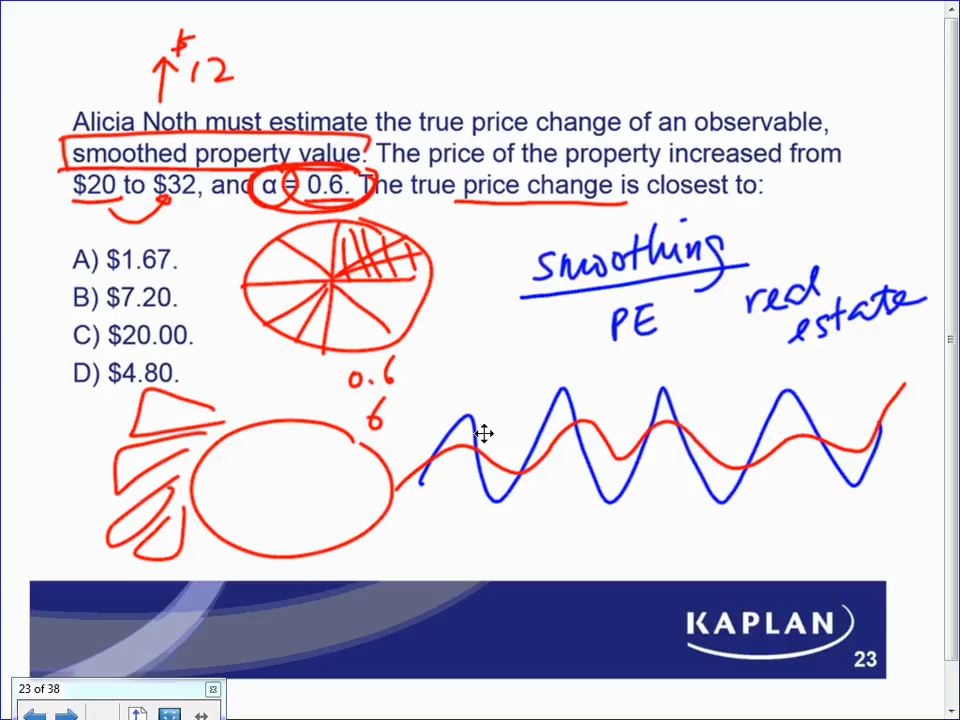 $
12
Alicia Noth must estimate the true price change of an observable,
smoothed property value. The price of the property increased from
$20 to $32, and α = 0.6. The true price change is closest to:
A) $1.67.
B) $7.20.
C) $20.00.
D) $4.80.
smoothing
PE
real
estate
0.6
6
KAPLAN
23
23 of 38